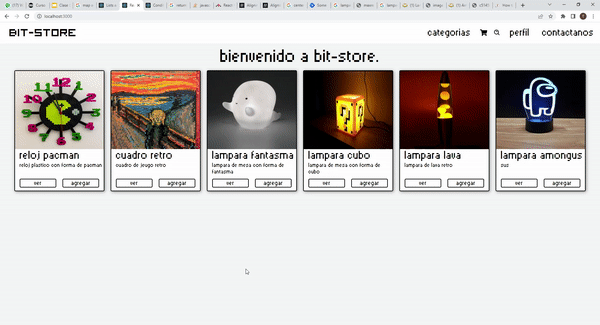 localhost:3000
BIT-STORE
categorias
perfil
contactanos
bienvenido a bit-store.
reloj pacman
reloj plastico con forma de pacman
ver
agregar
cuadro retro
cuadro de jeugo retro
ver
agregar
lampara fantasma
lampara de mesa con forma de
fantasma
ver
agregar
lampara cubo
lampara de mesa con forma de
cubo
ver
agregar
lampara lava
lampara de lava retro
ver
agregar
lampara amongus
sus
ver
agregar